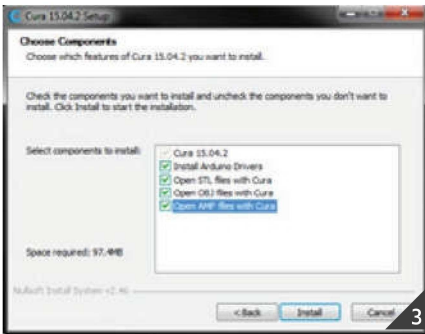 Cura 15.04.2 Setup
Choose Components
Choose which features of Cura 15.04.2 you want to install.
Check the components you want to install and uncheck the components you don't want to
install. Click Install to start the installation.
Select components to install:
Cura 15.04.2
Install Arduino Drivers
Open STL files with Cura
Open OBJ files with Cura
Open AMF files with Cura
Space required: 97.4MB
Nullsoft Install System v2.46
< Back
Install
Cancel
3